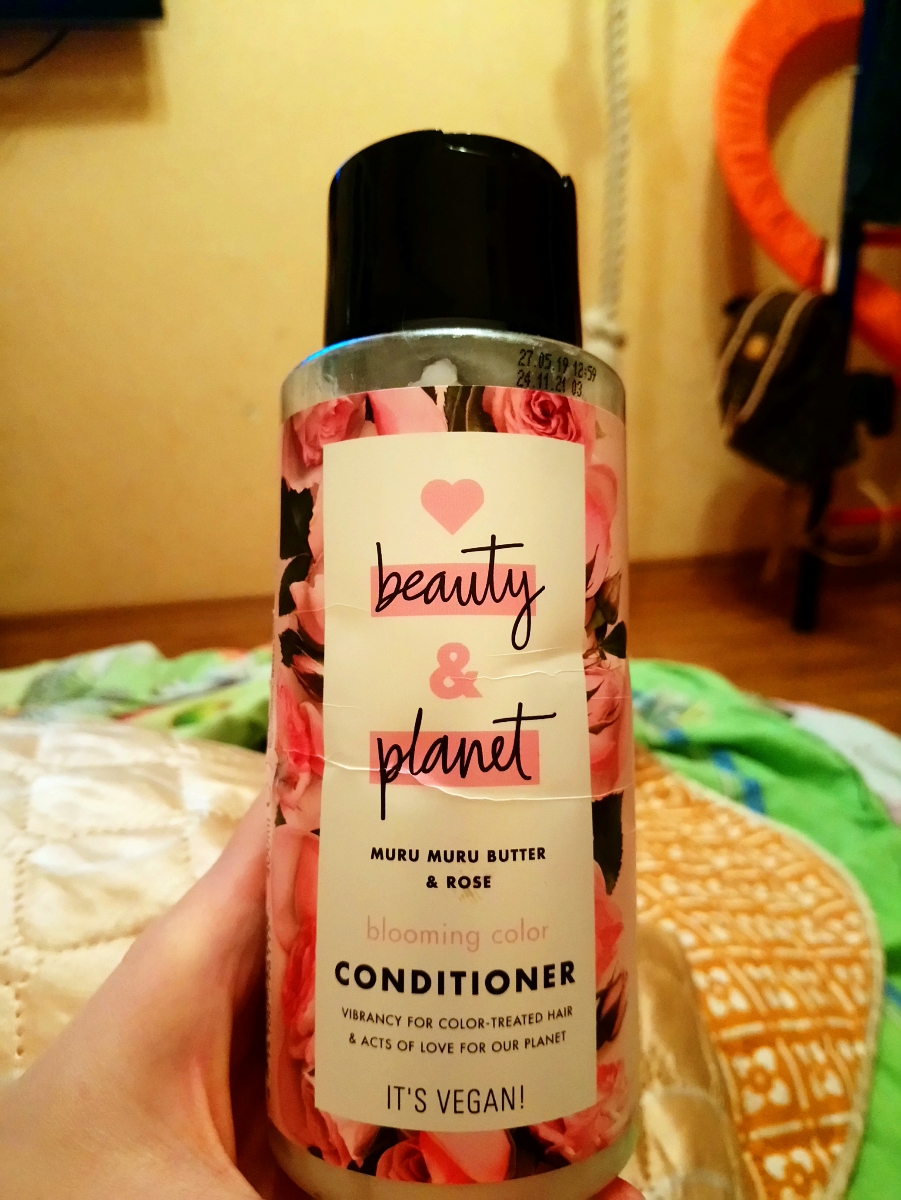 27.05.19 12:59
24.11.21 03
beauty
&
planet
MURU MURU BUTTER
& ROSE
blooming color
CONDITIONER
VIBRANCY FOR COLOR-TREATED HAIR
& ACTS OF LOVE FOR OUR PLANET
IT'S VEGAN!